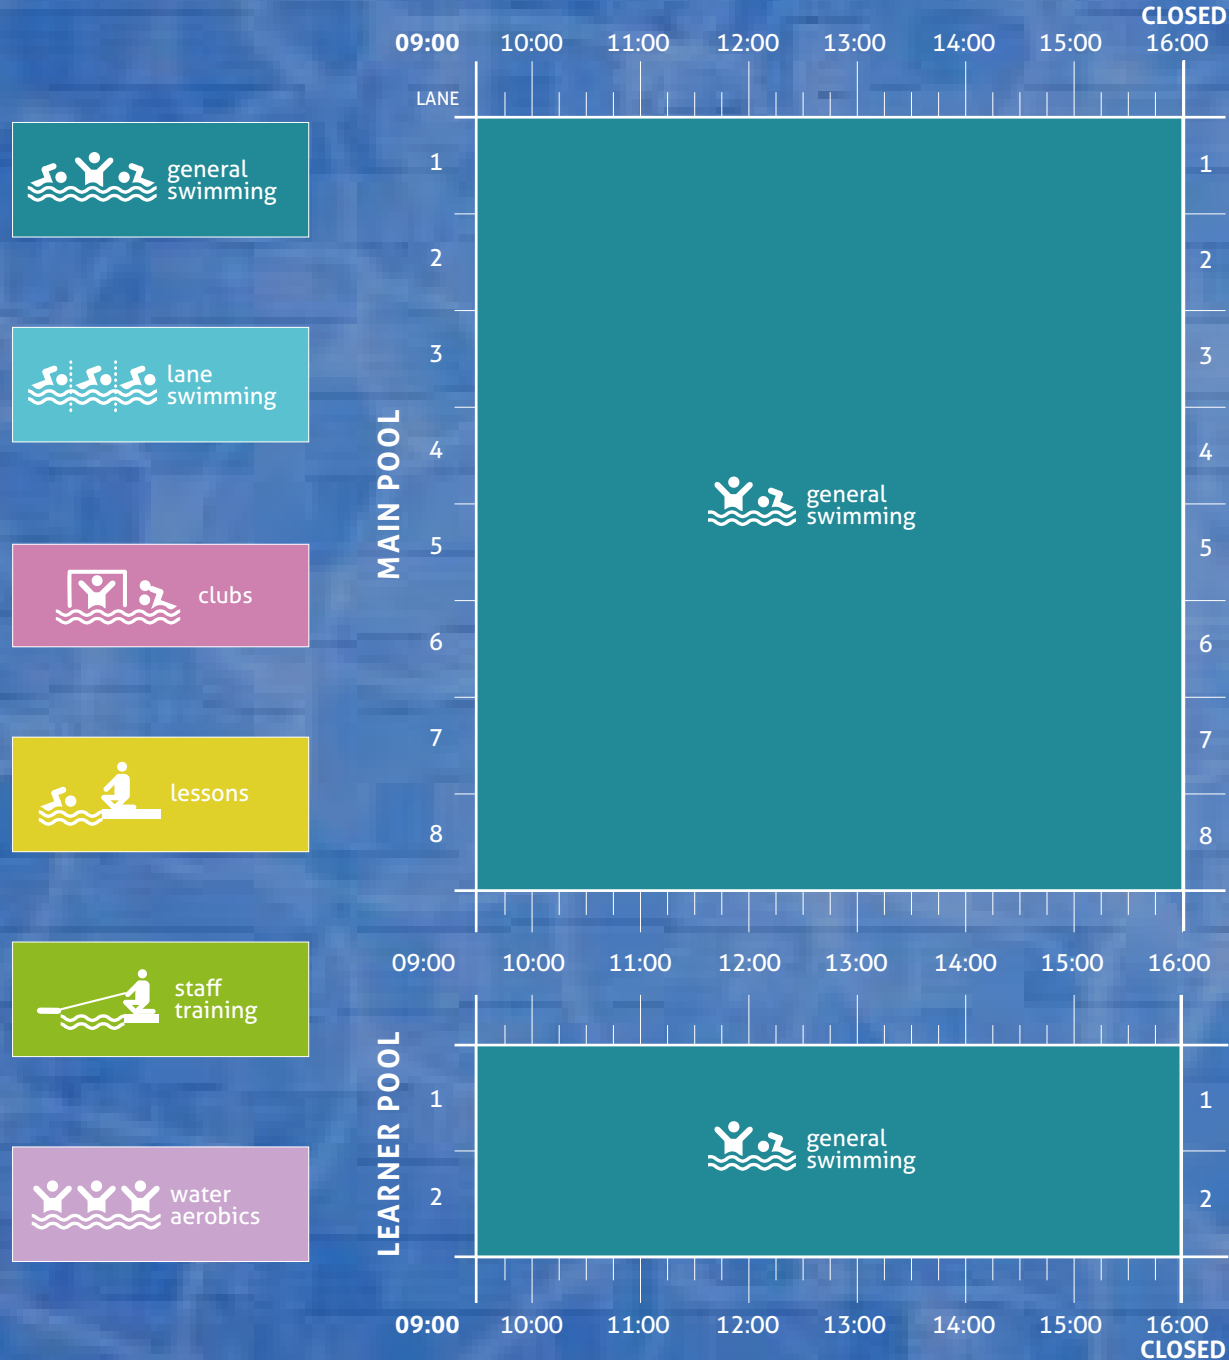 CLOSED
09:00 10:00 11:00 12:00 13:00 14:00 15:00 16:00
LANE
general
swimming
lane
swimming
clubs
lessons
staff
training
water
aerobics
MAIN POOL
1 1
2 2
3 3
4 4
5 5
6 6
7 7
8 8
general
swimming
09:00 10:00 11:00 12:00 13:00 14:00 15:00 16:00
LEARNER POOL
1 1
2 2
general
swimming
09:00 10:00 11:00 12:00 13:00 14:00 15:00 16:00
CLOSED